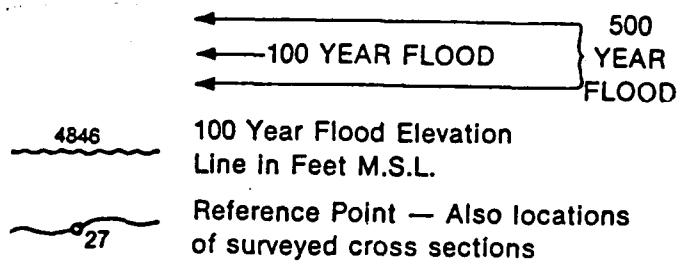 500
100 YEAR FLOOD YEAR
FLOOD
4846 100 Year Flood Elevation
Line in Feet M.S.L.
Reference Point — Also locations
27 of surveyed cross sections